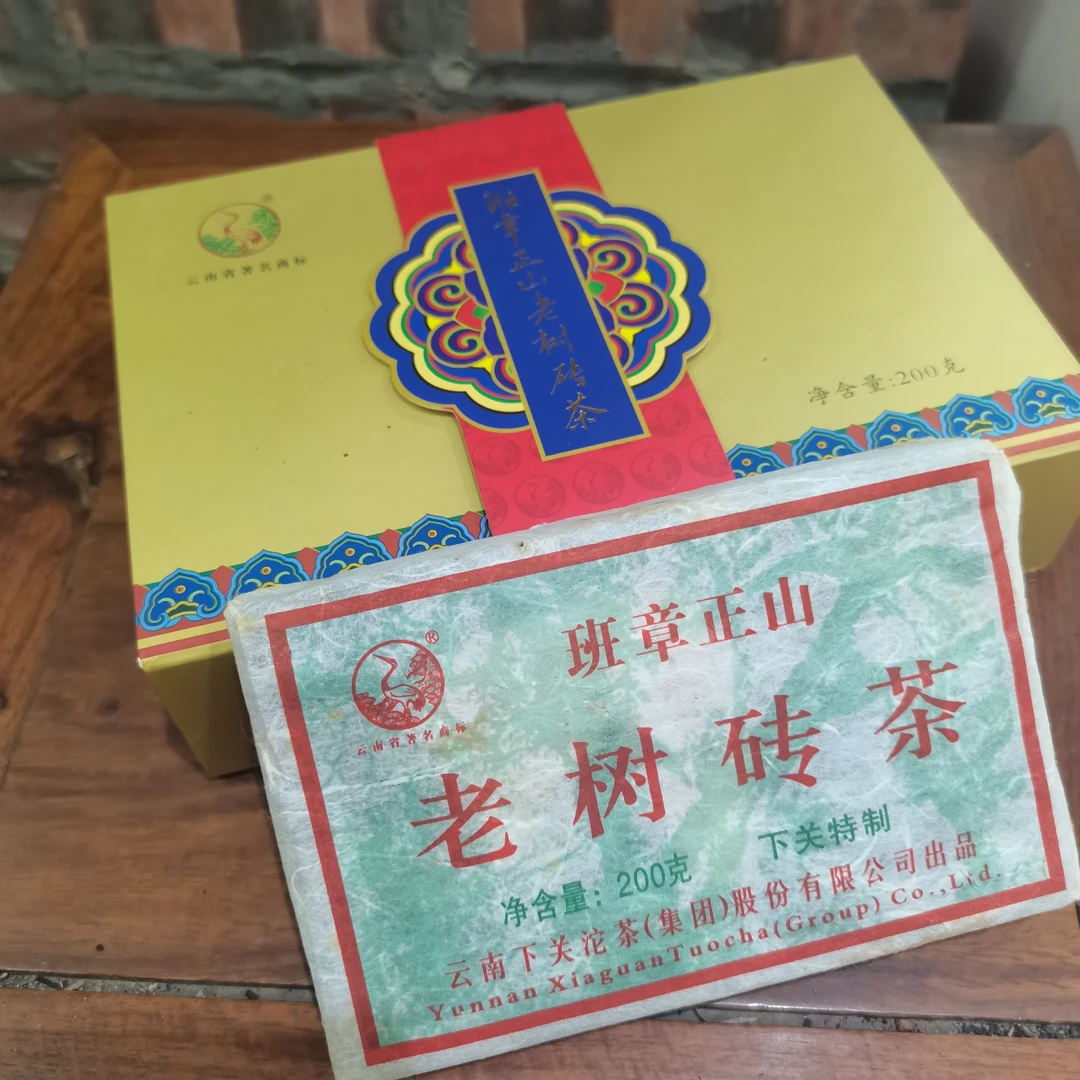 ®
云南省著名商标
班章正山老树砖茶
净含量:200克
班章正山
®
云南省著名商标
老树砖茶
净含量：200克
下关特制
云南下关沱茶(集团)股份有限公司出品
Yunnan XiaguanTuocha(Group) Co.,Ltd.